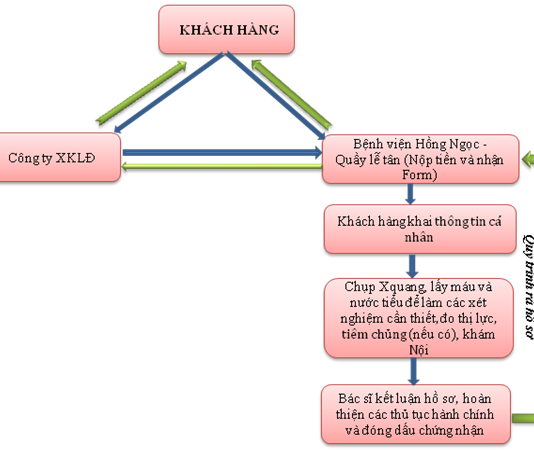 KHÁCH HÀNG
Công ty XKLĐ
Bệnh viện Hồng Ngọc -
Quầy lễ tân (Nộp tiền và nhận
Form)
Khách hàng khai thông tin cá
nhân
Chụp Xquang, lấy máu và
nước tiểu để làm các xét
nghiệm cần thiết,đo thị lực,
tiêm chủng (nếu có), khám
Nội
Bác sĩ kết luận hồ sơ, hoàn
thiện các thủ tục hành chính
và đóng dấu chứng nhận
Quy trình rả hồ sơ